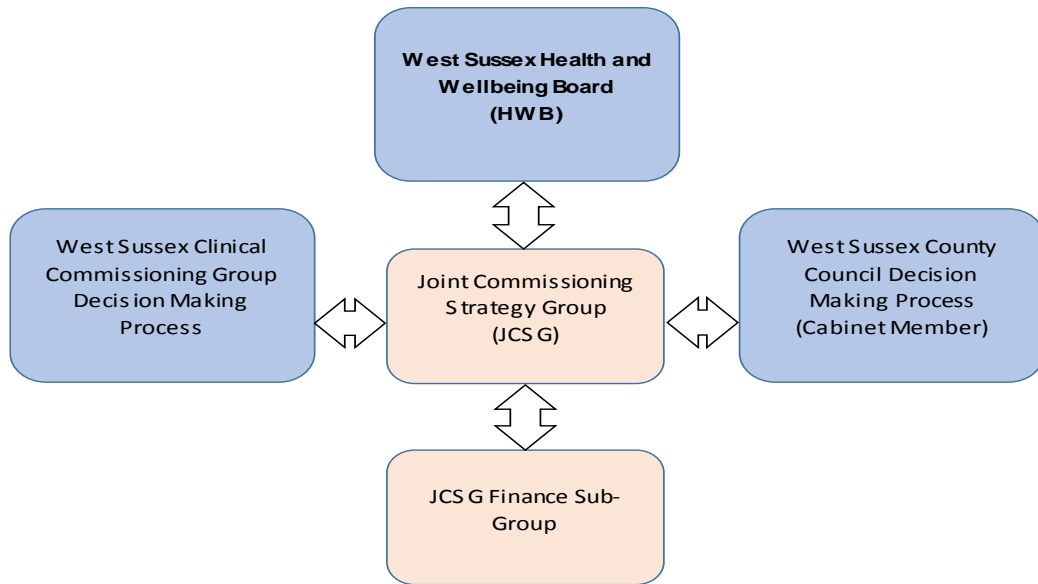 West Sussex Health and
Wellbeing Board
(HWB)
West Sussex Clinical
Commissioning Group
Decision Making
Process
Joint Commissioning
Strategy Group
(JCSG)
West Sussex County
Council Decision
Making Process
(Cabinet Member)
JCSG Finance Sub-
Group